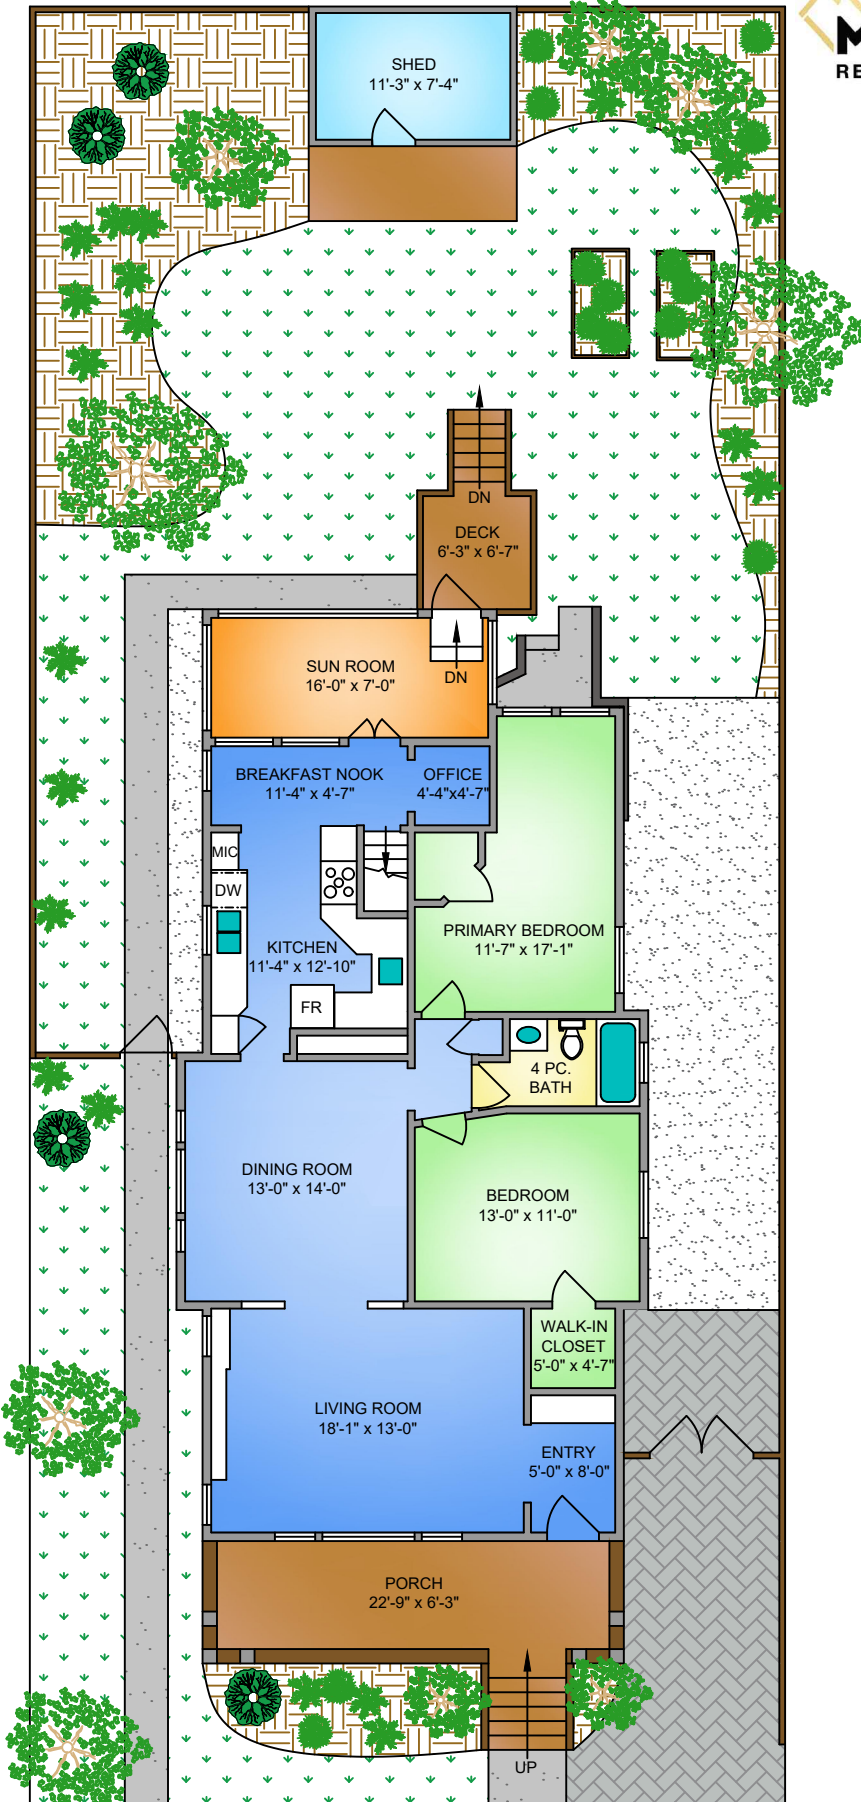 M
RE
SHED
11'-3" x 7'-4"
DN
DECK
6'-3" x 6'-7"
SUN ROOM
16'-0" x 7'-0"
DN
BREAKFAST NOOK
11'-4" x 4'-7"
OFFICE
4'-4"x4'-7"
MIC
DW
KITCHEN
11'-4" x 12'-10"
FR
PRIMARY BEDROOM
11'-7" x 17'-1"
4 PC.
BATH
DINING ROOM
13'-0" x 14'-0"
BEDROOM
13'-0" x 11'-0"
WALK-IN
CLOSET
5'-0" x 4'-7"
LIVING ROOM
18'-1" x 13'-0"
ENTRY
5'-0" x 8'-0"
PORCH
22'-9" x 6'-3"
UP